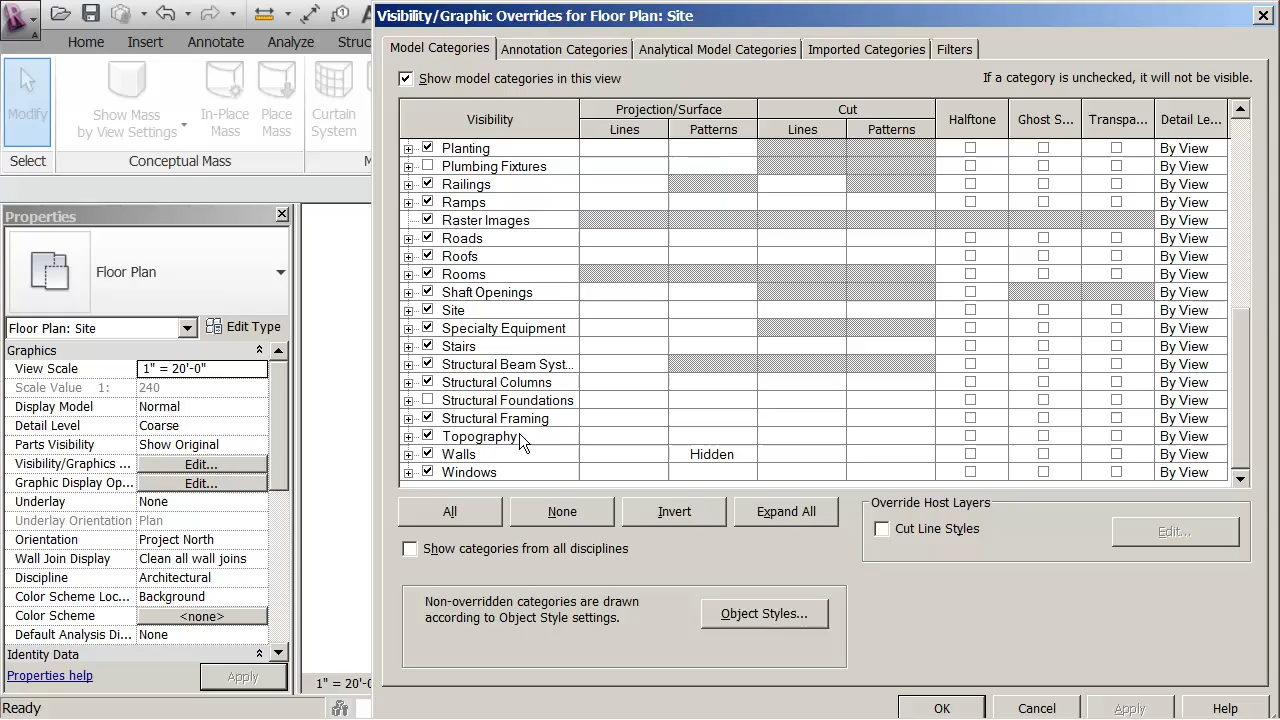 Visibility/Graphic Overrides for Floor Plan: Site
R
A
Home Insert Annotate Analyze Struc
Model Categories Annotation Categories Analytical Model Categories Imported Categories Filters
Show model categories in this view
If a category is unchecked, it will not be visible.
Modify
Show Mass
by View Settings
In-Place
Mass
Place
Mass
Curtain
System
Select Conceptual Mass M
Visibility Projection/Surface Cut Halftone Ghost S... Transpa... Detail Le...
Lines Patterns Lines Patterns
Planting By View
Plumbing Fixtures By View
Railings By View
Ramps By View
Raster Images By View
Roads By View
Roofs By View
Rooms By View
Shaft Openings By View
Site By View
Specialty Equipment By View
Stairs By View
Structural Beam Syst... By View
Structural Columns By View
Structural Foundations By View
Structural Framing By View
Topography By View
Walls Hidden By View
Windows By View
All None Invert Expand All
Show categories from all disciplines
Override Host Layers
Cut Line Styles Edit...
Non-overridden categories are drawn
according to Object Style settings.
Object Styles...
OK Cancel Apply Help
Properties
Floor Plan
Floor Plan: Site Edit Type
Graphics
View Scale 1" = 20'-0"
Scale Value 1: 240
Display Model Normal
Detail Level Coarse
Parts Visibility Show Original
Visibility/Graphics ... Edit...
Graphic Display Op... Edit...
Underlay None
Underlay Orientation Plan
Orientation Project North
Wall Join Display Clean all wall joins
Discipline Architectural
Color Scheme Loc... Background
Color Scheme <none>
Default Analysis Di... None
Identity Data
Properties help Apply
1" = 20'-0
Ready